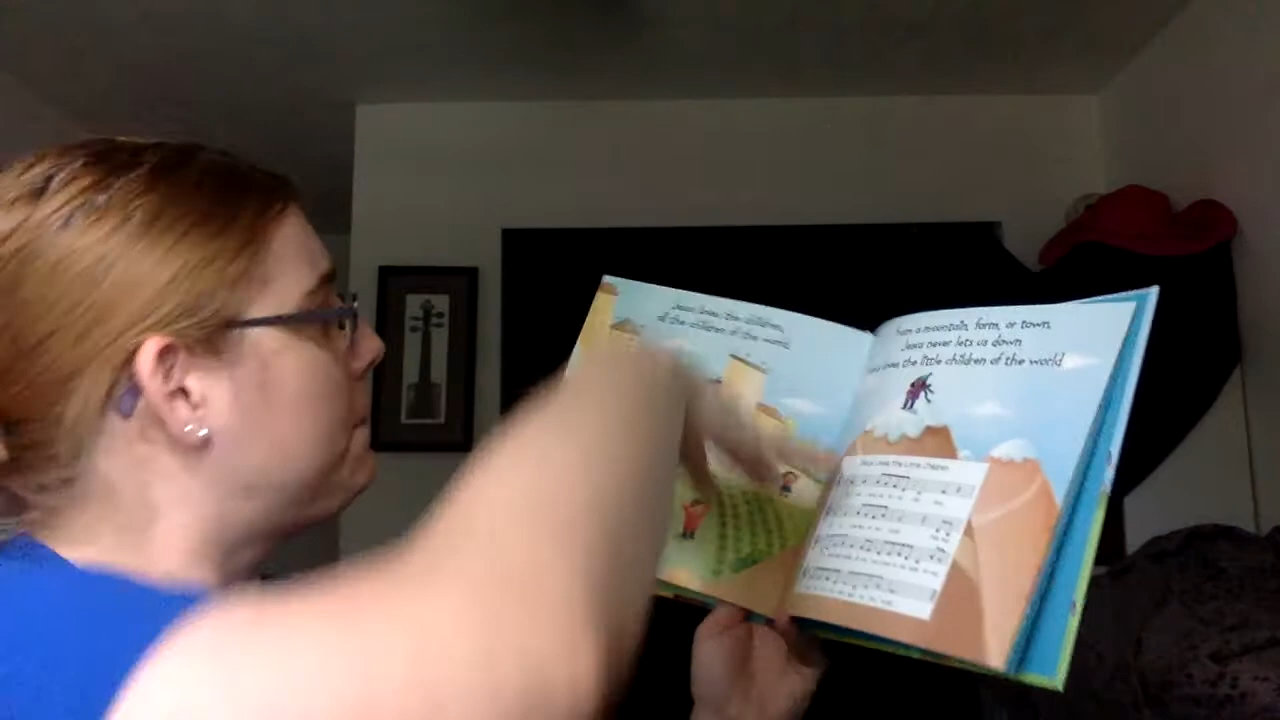 Jesus loves the children,
all the children of the world.
From a mountain, farm, or town,
Jesus never lets us down
loves the little children of the world
Jesus Loves the Little Children